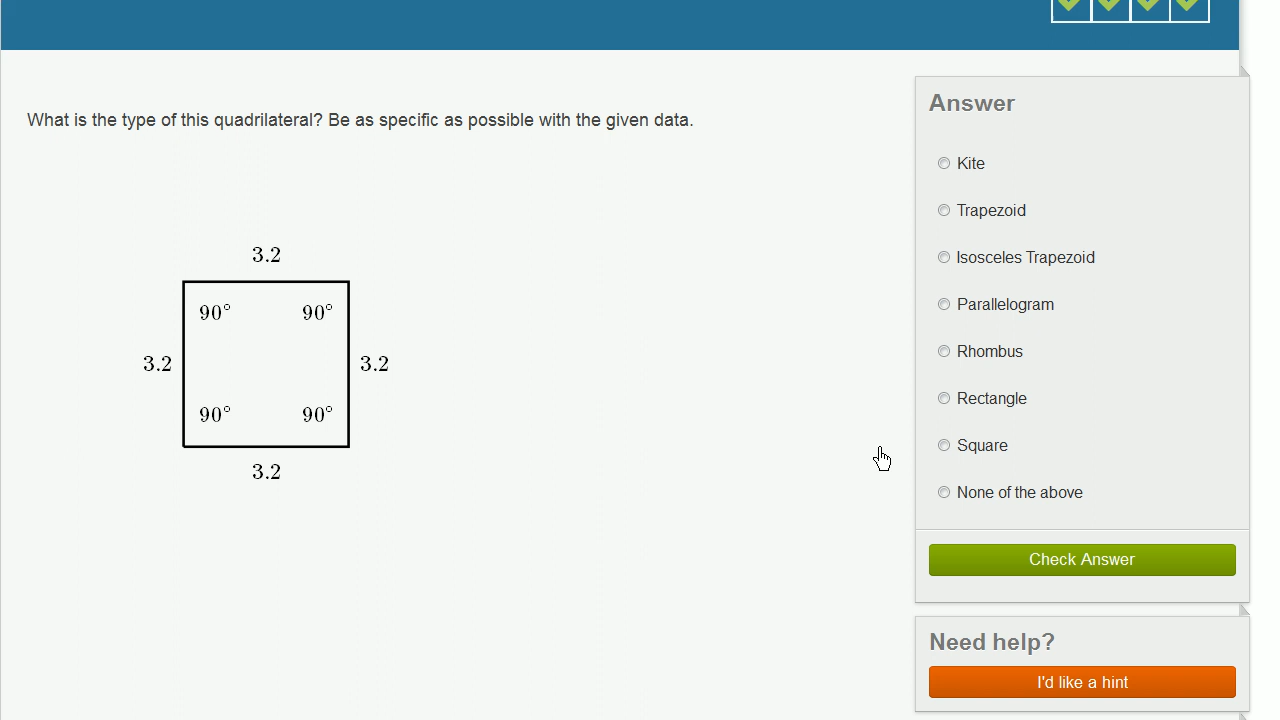 What is the type of this quadrilateral? Be as specific as possible with the given data.
3.2
90° 90°
3.2 3.2
90° 90°
3.2
Answer
Kite
Trapezoid
Isosceles Trapezoid
Parallelogram
Rhombus
Rectangle
Square
None of the above
Check Answer
Need help?
I'd like a hint